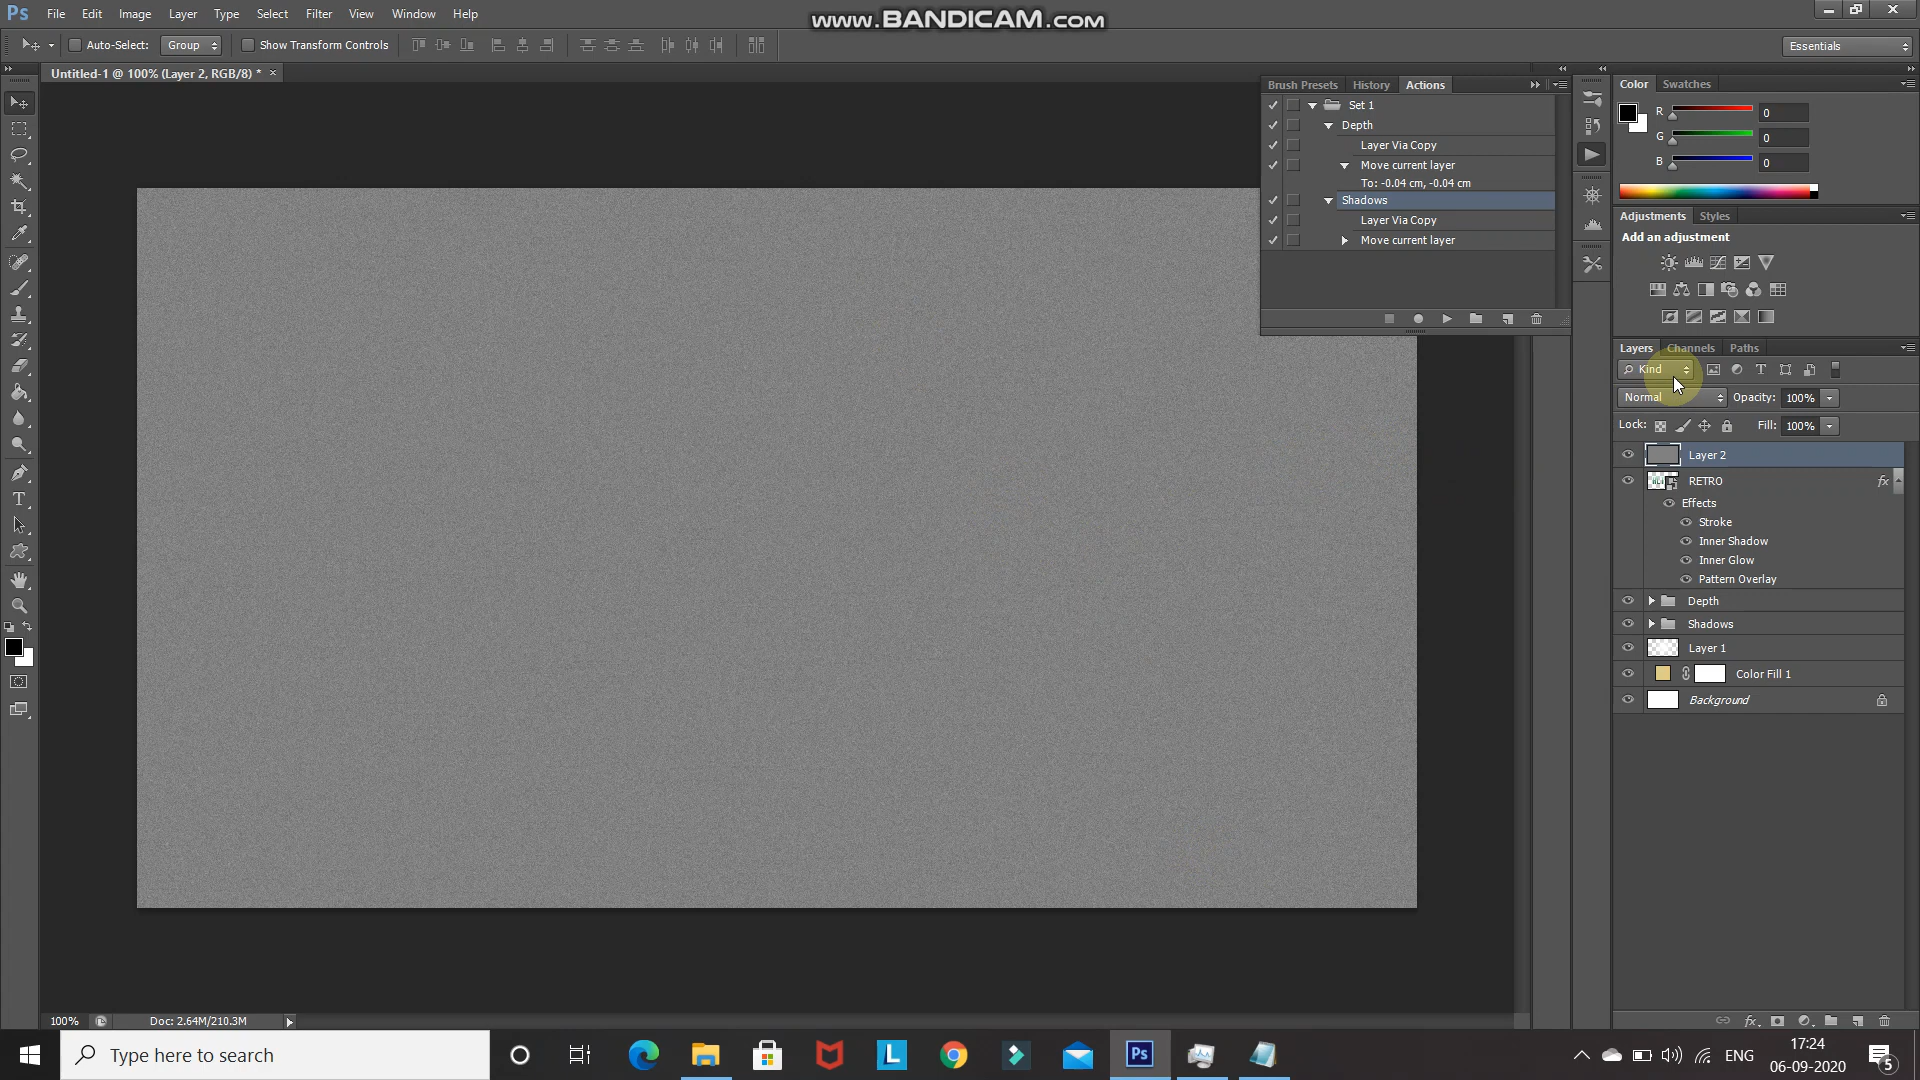 Ps File Edit Image Layer Type Select Filter View Window Help
www.BANDICAM.com
Auto-Select: Group Show Transform Controls Essentials
Untitled-1 @ 100% (Layer 2, RGB/8) * ×
Brush Presets History Actions
Set 1
Depth
Layer Via Copy
Move current layer
To: -0.04 cm, -0.04 cm
Shadows
Layer Via Copy
Move current layer
Color Swatches
R 0
G 0
B 0
Adjustments Styles
Add an adjustment
Layers Channels Paths
Kind
Normal Opacity: 100%
Lock: Fill: 100%
Layer 2
RETRO fx
Effects
Stroke
Inner Shadow
Inner Glow
Pattern Overlay
Depth
Shadows
Layer 1
Color Fill 1
Background
100% Doc: 2.64M/210.3M
fx
Type here to search
L
Ps
ENG
17:24
06-09-2020
5